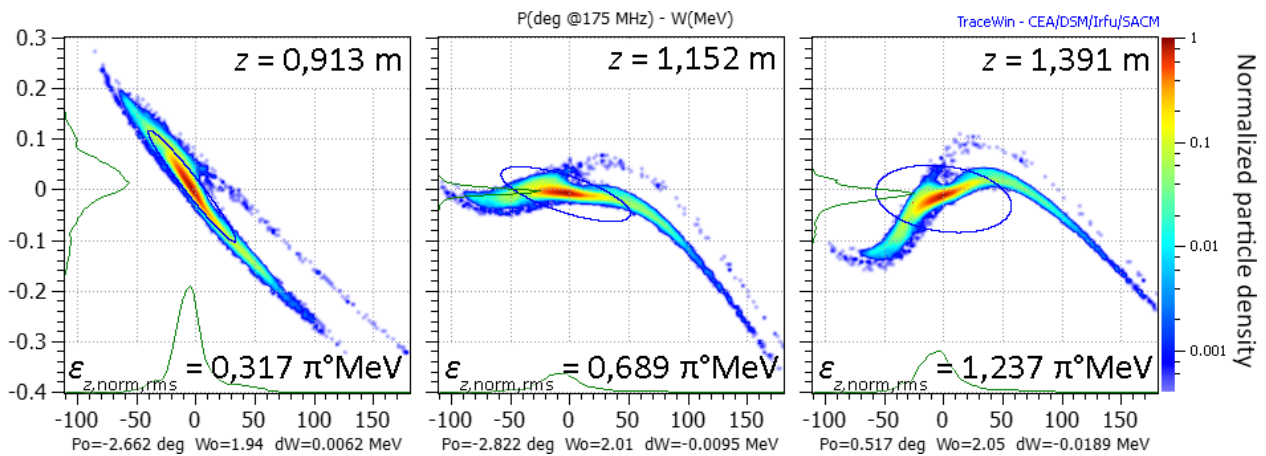 P(deg @175 MHz) - W(MeV)
TraceWin - CEA/DSM/Irfu/SACM
0.3
0.2
0.1
0
-0.1
-0.2
-0.3
-0.4
z = 0,913 m
z = 1,152 m
z = 1,391 m
εz,norm,rms = 0,317 π°MeV
εz,norm,rms = 0,689 π°MeV
εz,norm,rms = 1,237 π°MeV
-100 -50 0 50 100 150
-100 -50 0 50 100 150
-100 -50 0 50 100 150
Po=-2.662 deg Wo=1.94 dW=0.0062 MeV
Po=-2.822 deg Wo=2.01 dW=-0.0095 MeV
Po=0.517 deg Wo=2.05 dW=-0.0189 MeV
1
0.1
0.01
0.001
Normalized particle density